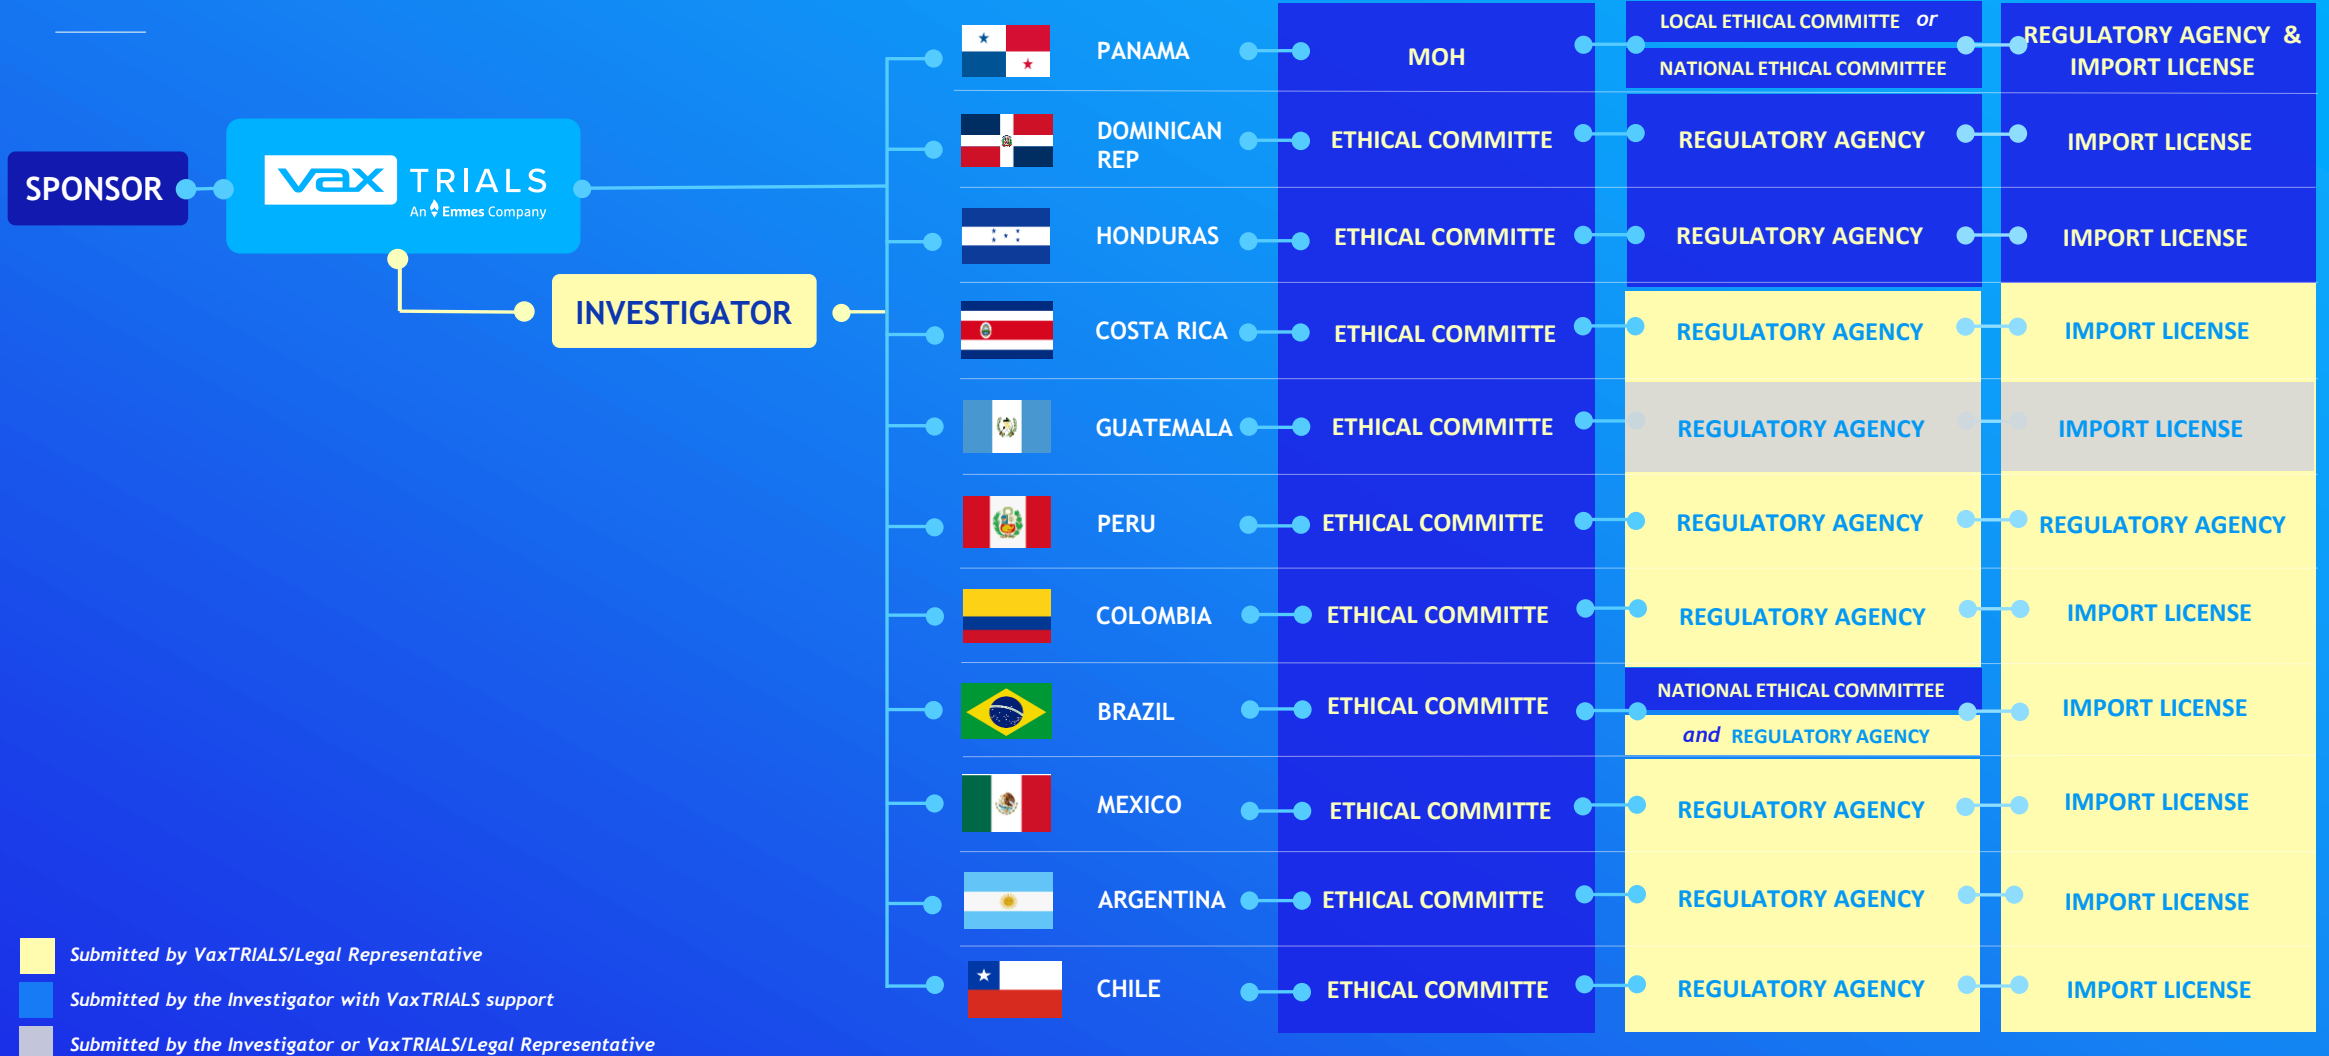 SPONSOR
Vax TRIALS
An Emmes Company
INVESTIGATOR
PANAMA
MOH
LOCAL ETHICAL COMMITTE or
NATIONAL ETHICAL COMMITTEE
REGULATORY AGENCY &
IMPORT LICENSE
DOMINICAN
REP
ETHICAL COMMITTE
REGULATORY AGENCY
IMPORT LICENSE
HONDURAS
ETHICAL COMMITTE
REGULATORY AGENCY
IMPORT LICENSE
COSTA RICA
ETHICAL COMMITTE
REGULATORY AGENCY
IMPORT LICENSE
GUATEMALA
ETHICAL COMMITTE
REGULATORY AGENCY
IMPORT LICENSE
PERU
ETHICAL COMMITTE
REGULATORY AGENCY
REGULATORY AGENCY
COLOMBIA
ETHICAL COMMITTE
REGULATORY AGENCY
IMPORT LICENSE
BRAZIL
ETHICAL COMMITTE
NATIONAL ETHICAL COMMITTEE
and REGULATORY AGENCY
IMPORT LICENSE
MEXICO
ETHICAL COMMITTE
REGULATORY AGENCY
IMPORT LICENSE
ARGENTINA
ETHICAL COMMITTE
REGULATORY AGENCY
IMPORT LICENSE
CHILE
ETHICAL COMMITTE
REGULATORY AGENCY
IMPORT LICENSE
Submitted by VaxTRIALS/Legal Representative
Submitted by the Investigator with VaxTRIALS support
Submitted by the Investigator or VaxTRIALS/Legal Representative